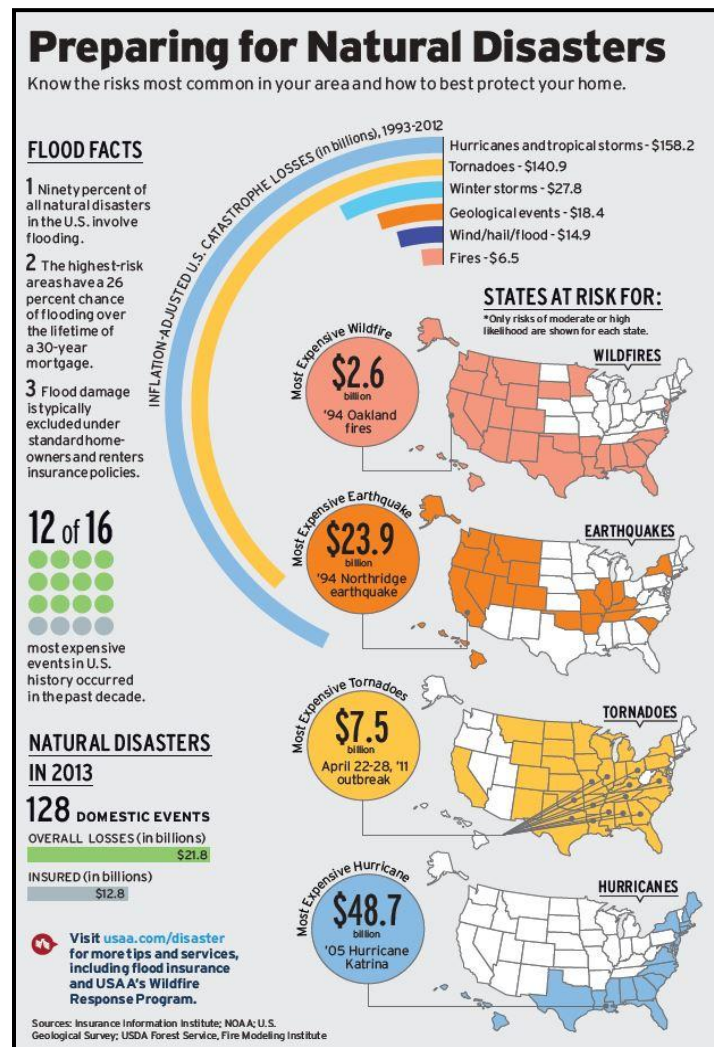 Preparing for Natural Disasters
Know the risks most common in your area and how to best protect your home.
FLOOD FACTS
1 Ninety percent of
all natural disasters
in the U.S. involve
flooding.
2 The highest-risk
areas have a 26
percent chance
of flooding over
the lifetime of
a 30-year
mortgage.
3 Flood damage
is typically
excluded under
standard home-
owners and renters
insurance policies.
12 of 16
most expensive
events in U.S.
history occurred
in the past decade.
NATURAL DISASTERS
IN 2013
128 DOMESTIC EVENTS
OVERALL LOSSES (in billions)
$21.8
INSURED (in billions)
$12.8
Visit usaa.com/disaster
for more tips and services,
including flood insurance
and USAA's Wildfire
Response Program.
Sources: Insurance Information Institute; NOAA; U.S.
Geological Survey; USDA Forest Service, Fire Modeling Institute
INFLATION-ADJUSTED U.S. CATASTROPHE LOSSES (in billions), 1993-2012
Hurricanes and tropical storms - $158.2
Tornadoes - $140.9
Winter storms - $27.8
Geological events - $18.4
Wind/hail/flood - $14.9
Fires - $6.5
STATES AT RISK FOR:
*Only risks of moderate or high
likelihood are shown for each state.
WILDFIRES
Most Expensive Wildfire
$2.6
billion
'94 Oakland
fires
EARTHQUAKES
Most Expensive Earthquake
$23.9
billion
'94 Northridge
earthquake
TORNADOES
Most Expensive Tornadoes
$7.5
billion
April 22-28, '11
outbreak
HURRICANES
Most Expensive Hurricane
$48.7
billion
'05 Hurricane
Katrina